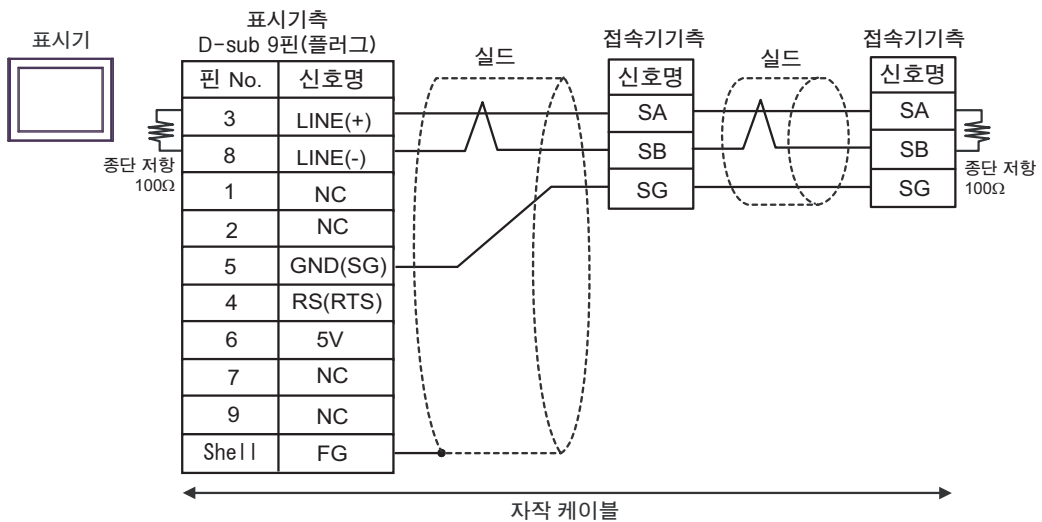 표시기
표시기측
D-sub 9핀(플러그)
핀 No. 신호명
3 LINE(+)
8 LINE(-)
1 NC
2 NC
5 GND(SG)
4 RS(RTS)
6 5V
7 NC
9 NC
Shell FG
종단 저항
100Ω
실드
접속기기측
신호명
SA
SB
SG
실드
접속기기측
신호명
SA
SB
SG
종단 저항
100Ω
자작 케이블